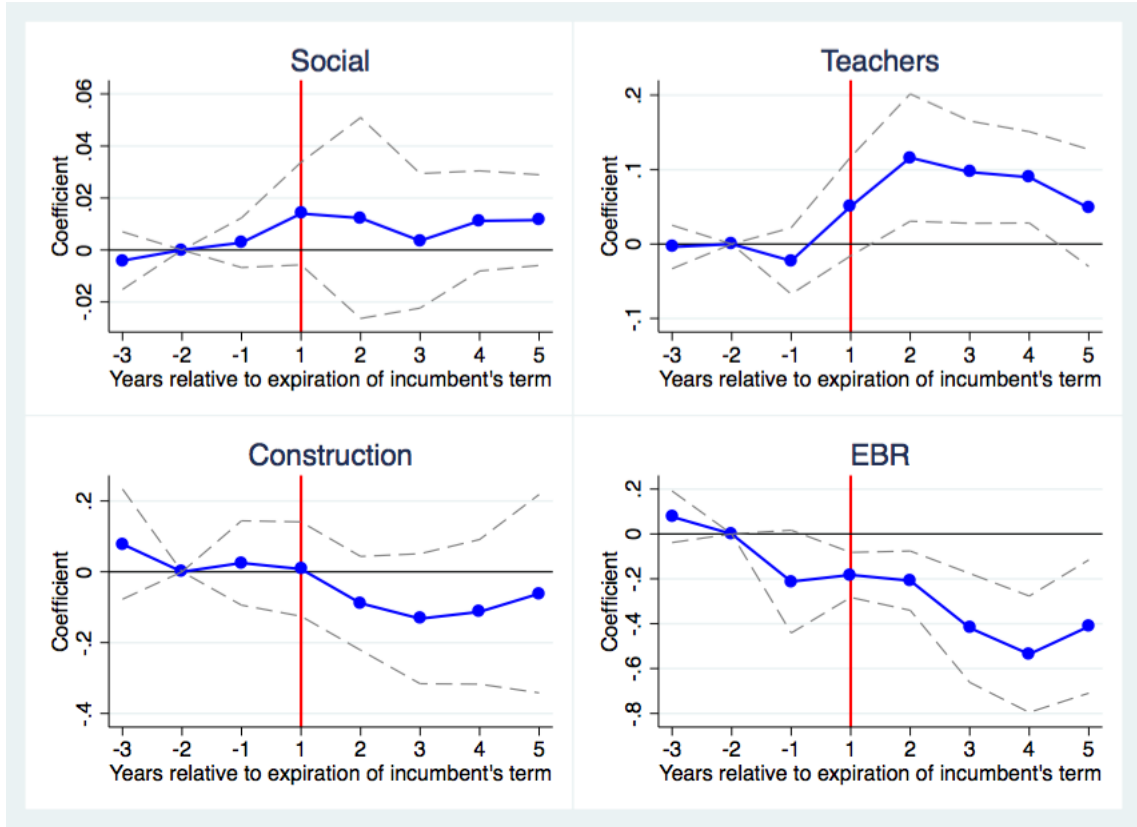 Social
Coefficient
.06
.04
.02
0
-.02
-3 -2 -1 1 2 3 4 5
Years relative to expiration of incumbent's term
Teachers
Coefficient
.2
.1
0
-.1
-3 -2 -1 1 2 3 4 5
Years relative to expiration of incumbent's term
Construction
Coefficient
.2
0
-.2
-.4
-3 -2 -1 1 2 3 4 5
Years relative to expiration of incumbent's term
EBR
Coefficient
.2
0
-.2
-.4
-.6
-.8
-3 -2 -1 1 2 3 4 5
Years relative to expiration of incumbent's term